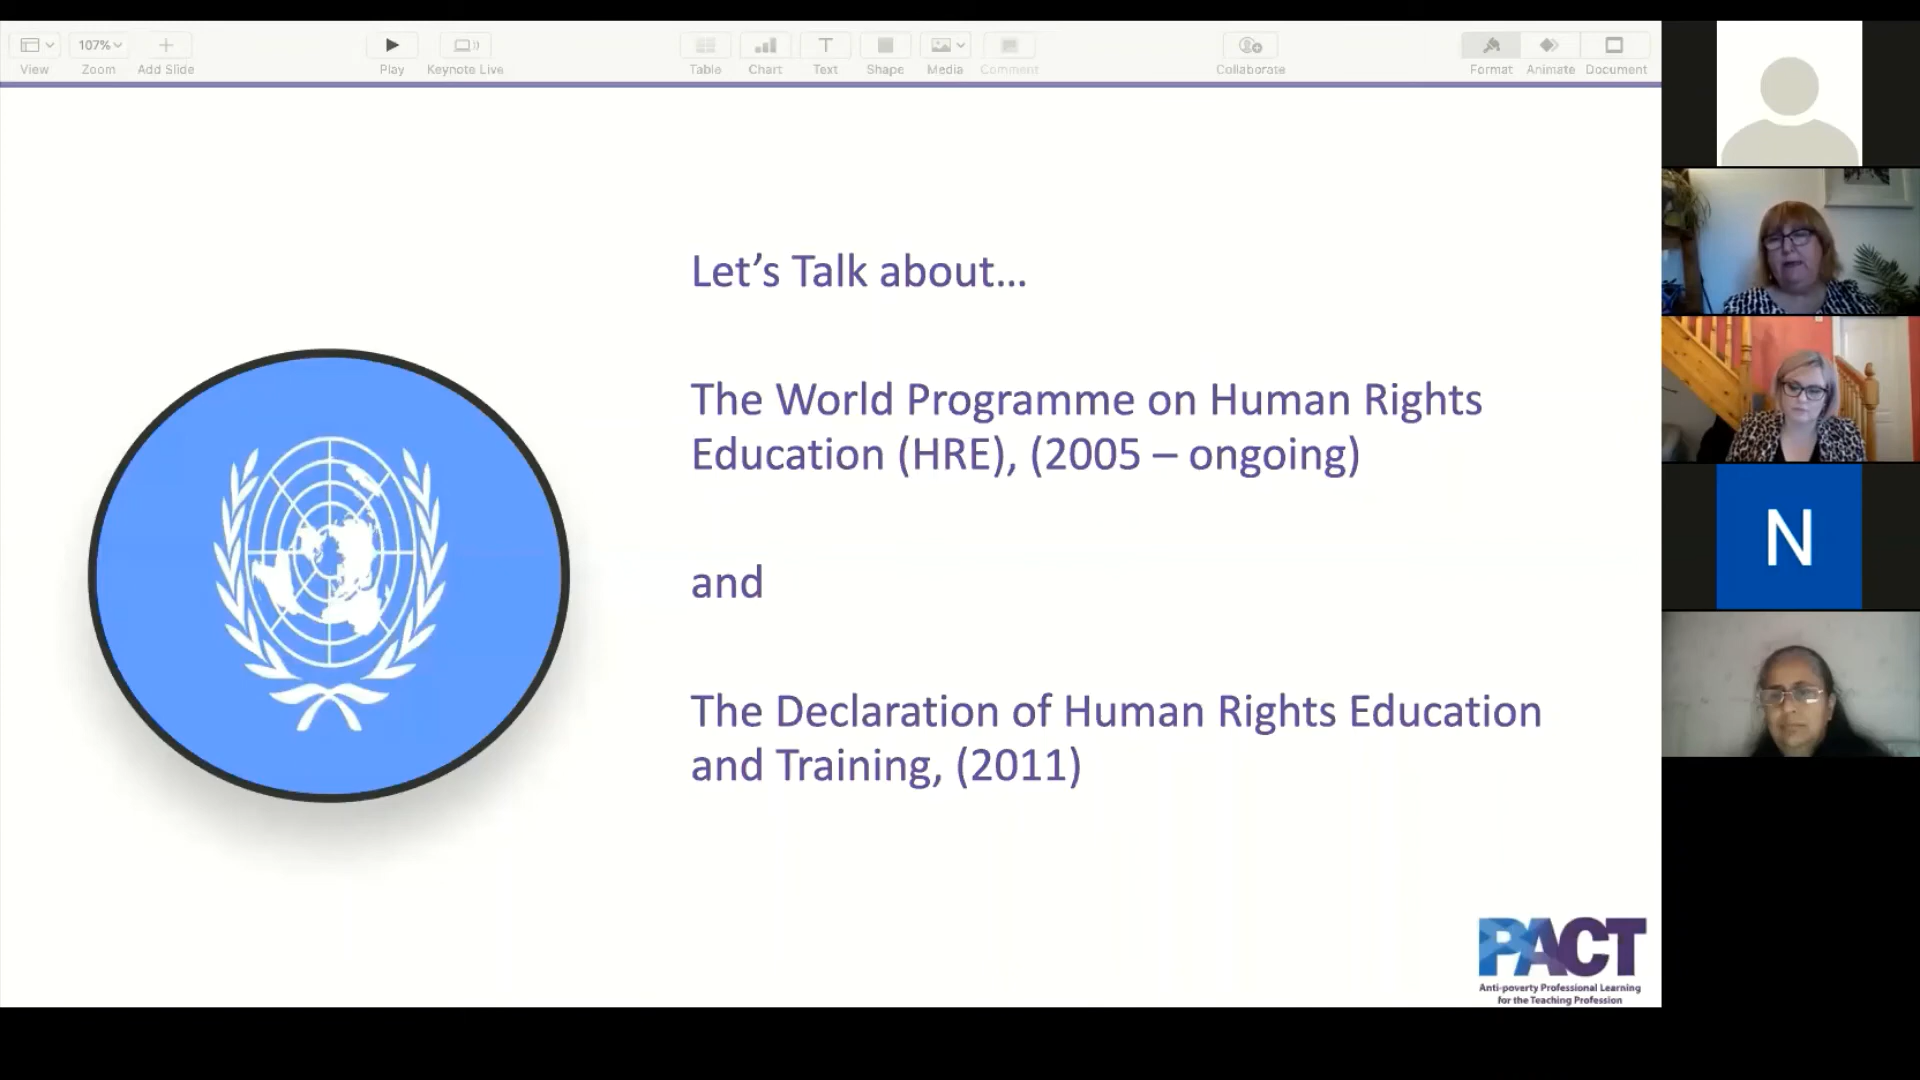 107%
View
Zoom
Add Slide
Play
Keynote Live
Table
Chart
Text
Shape
Media
Comment
Collaborate
Format
Animate
Document
Let’s Talk about…
The World Programme on Human Rights
Education (HRE), (2005 – ongoing)
and
The Declaration of Human Rights Education
and Training, (2011)
PACT
Anti-poverty Professional Learning
for the Teaching Profession
N